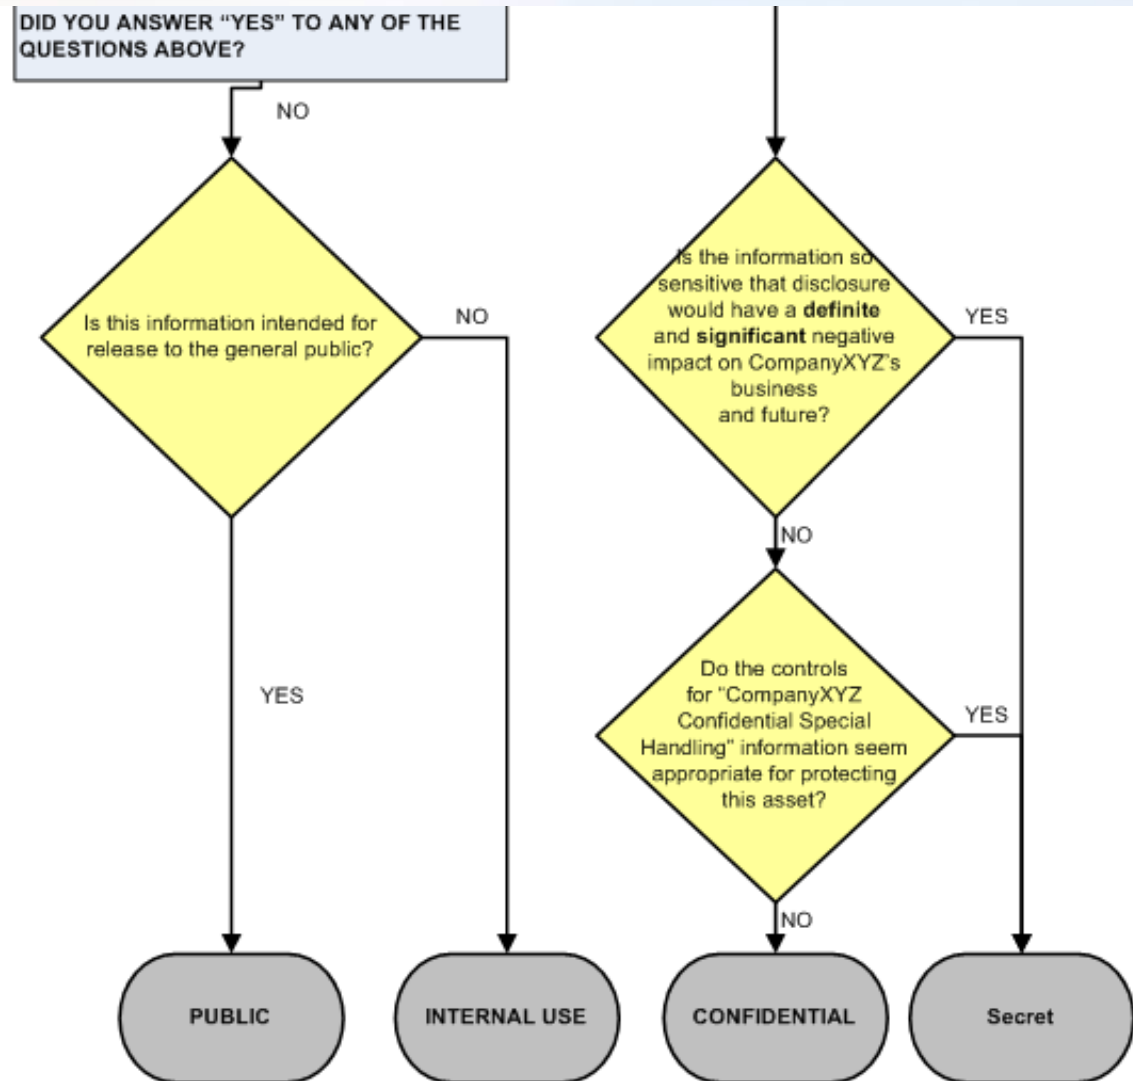 DID YOU ANSWER “YES” TO ANY OF THE
QUESTIONS ABOVE?
NO
Is this information intended for
release to the general public?
NO
YES
Is the information so
sensitive that disclosure
would have a definite
and significant negative
impact on CompanyXYZ's
business
and future?
YES
NO
Do the controls
for “CompanyXYZ
Confidential Special
Handling” information seem
appropriate for protecting
this asset?
YES
NO
PUBLIC
INTERNAL USE
CONFIDENTIAL
Secret